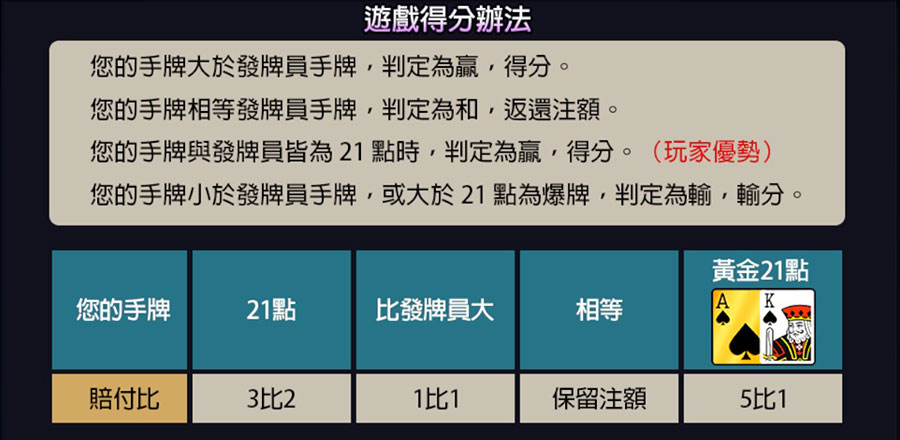 遊戲得分辦法
您的手牌大於發牌員手牌，判定為贏，得分。
您的手牌相等發牌員手牌，判定為和，返還注額。
您的手牌與發牌員皆為 21 點時，判定為贏，得分。（玩家優勢）
您的手牌小於發牌員手牌，或大於 21 點為爆牌，判定為輸，輸分。
您的手牌 21點 比發牌員大 相等 黃金21點
A K
賠付比 3比2 1比1 保留注額 5比1